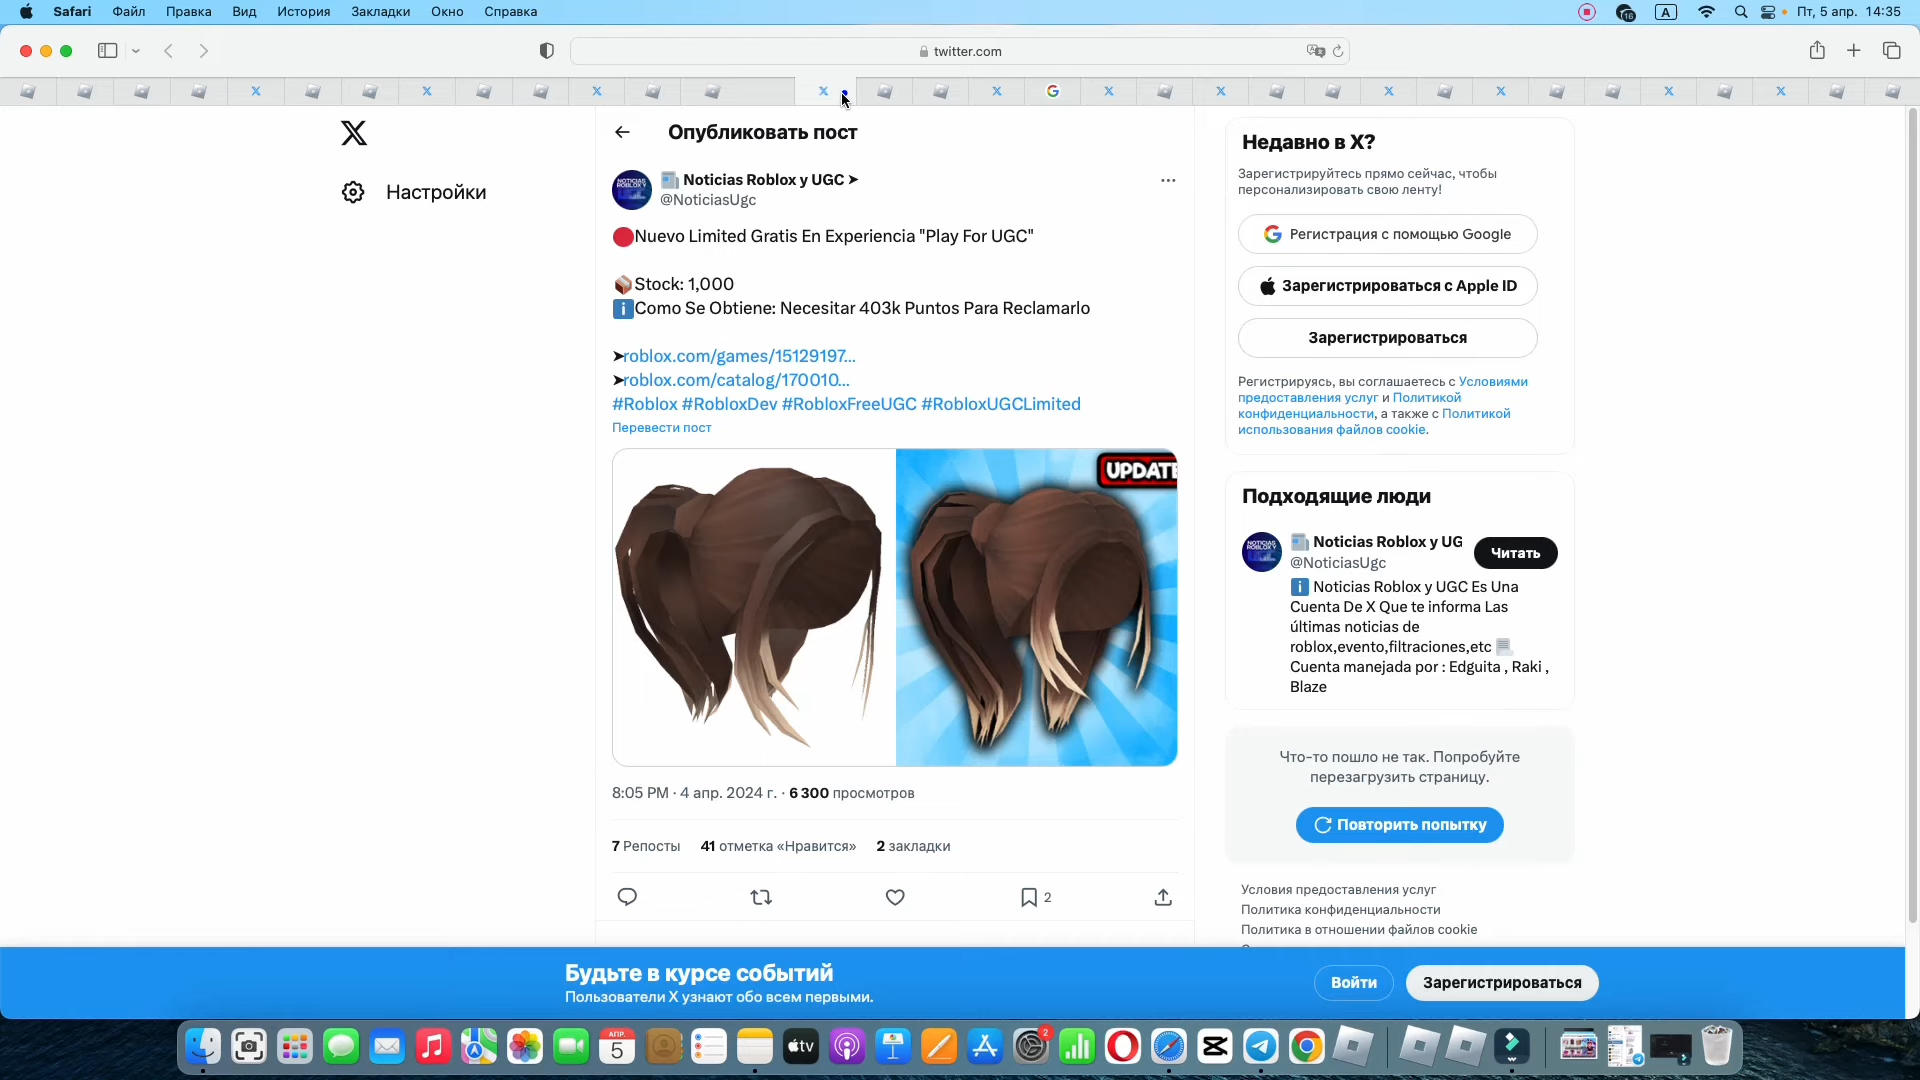 Safari Файл Правка Вид История Закладки Окно Справка
16 A Пт, 5 апр. 14:35
twitter.com
Опубликовать пост
Noticias Roblox y UGC ➤
@NoticiasUgc
🔴Nuevo Limited Gratis En Experiencia "Play For UGC"
📦Stock: 1,000
ℹ️Como Se Obtiene: Necesitar 403k Puntos Para Reclamarlo
➤roblox.com/games/15129197...
➤roblox.com/catalog/170010...
#Roblox #RobloxDev #RobloxFreeUGC #RobloxUGCLimited
Перевести пост
UPDATE
8:05 PM · 4 апр. 2024 г. · 6 300 просмотров
7 Репосты 41 отметка «Нравится» 2 закладки
2
Настройки
Недавно в X?
Зарегистрируйтесь прямо сейчас, чтобы
персонализировать свою ленту!
Регистрация с помощью Google
Зарегистрироваться с Apple ID
Зарегистрироваться
Регистрируясь, вы соглашаетесь с Условиями
предоставления услуг и Политикой
конфиденциальности, а также с Политикой
использования файлов cookie.
Подходящие люди
Noticias Roblox y UG
@NoticiasUgc
Читать
ℹ️ Noticias Roblox y UGC Es Una
Cuenta De X Que te informa Las
últimas noticias de
roblox,evento,filtraciones,etc
Cuenta manejada por : Edguita , Raki ,
Blaze
Что-то пошло не так. Попробуйте
перезагрузить страницу.
Повторить попытку
Условия предоставления услуг
Политика конфиденциальности
Политика в отношении файлов cookie
Будьте в курсе событий
Пользователи X узнают обо всем первыми.
Войти
Зарегистрироваться
АПР.
5
tv
2